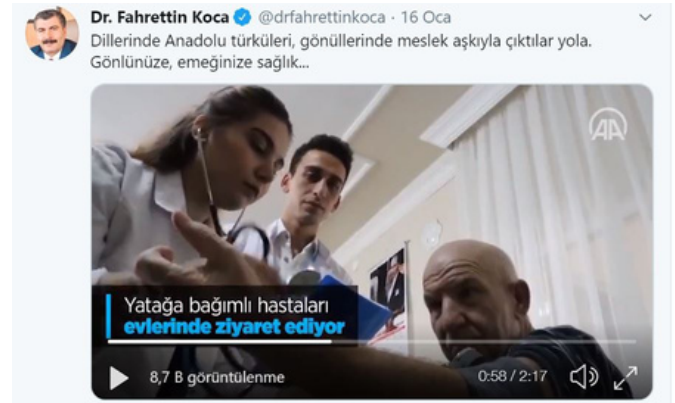 Dr. Fahrettin Koca @drfahrettinkoca · 16 Oca
Dillerinde Anadolu türküleri, gönüllerinde meslek aşkıyla çıktılar yola.
Gönlünüze, emeğinize sağlık...
AA
Yatağa bağımlı hastaları
evlerinde ziyaret ediyor
8,7 B görüntülenme 0:58 / 2:17